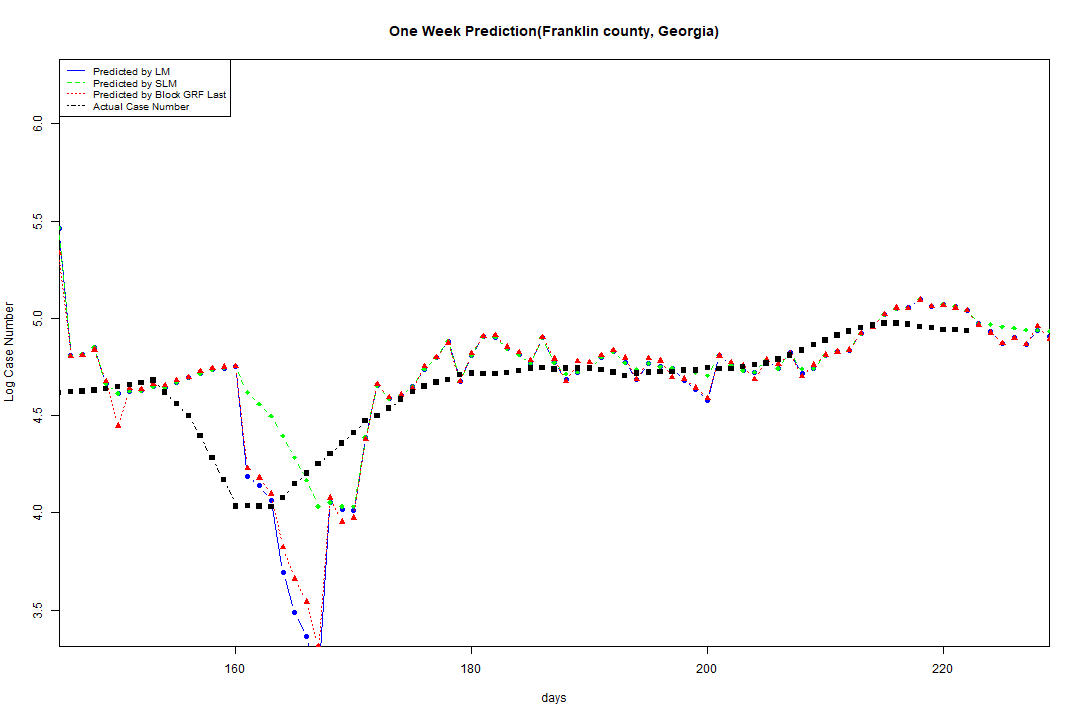 One Week Prediction(Franklin county, Georgia)
Predicted by LM
Predicted by SLM
Predicted by Block GRF Last
Actual Case Number
6.0
5.5
5.0
4.5
4.0
3.5
Log Case Number
160 180 200 220
days